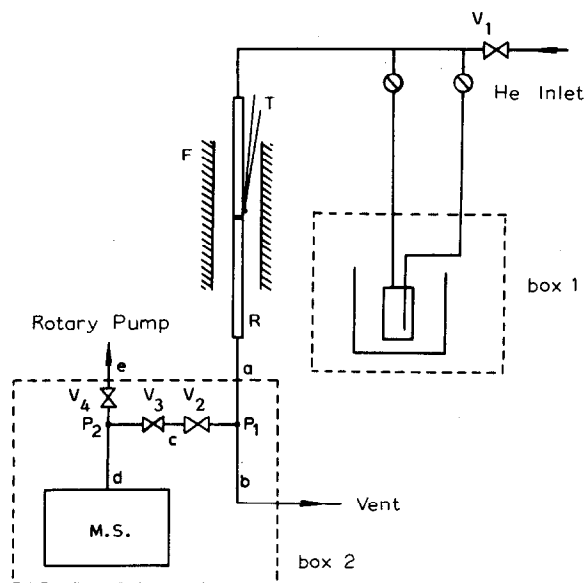 V1
He Inlet
T
F
box 1
R
Rotary Pump
e
a
V4
V3
V2
P2
c
P1
d
b
Vent
M.S.
box 2